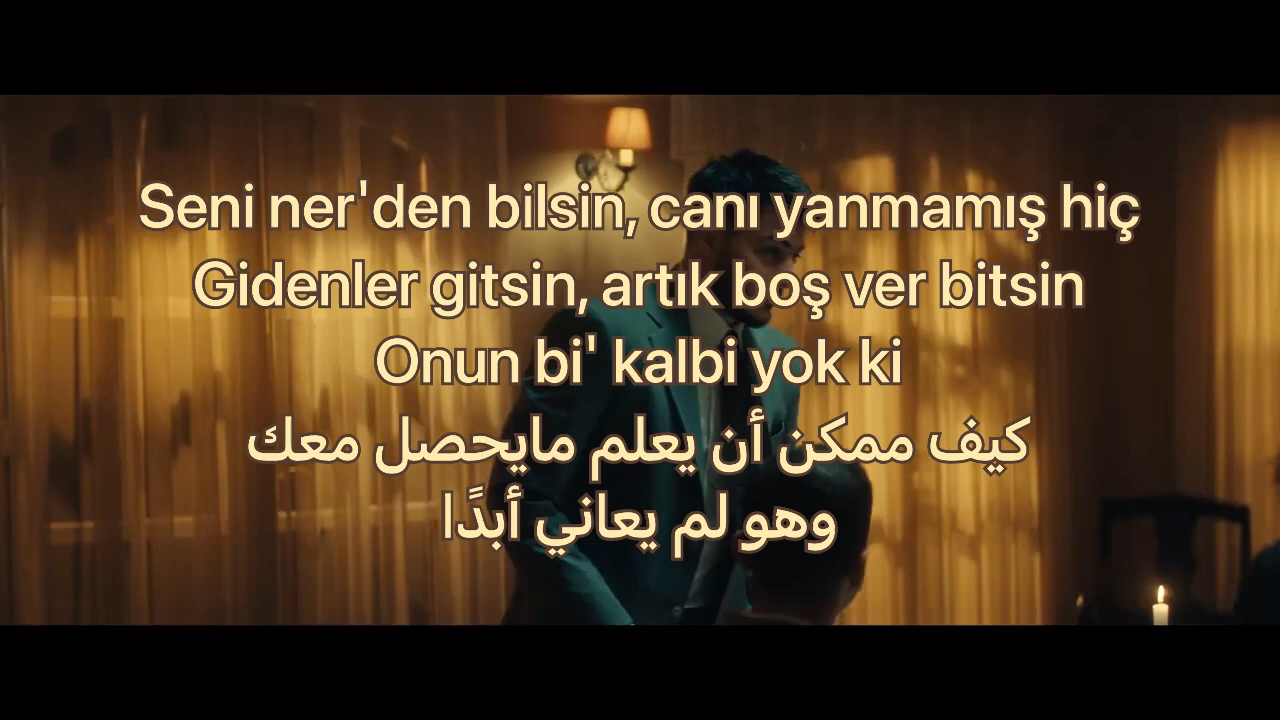 Seni ner'den bilsin, canı yanmamış hiç
Gidenler gitsin, artık boş ver bitsin
Onun bi' kalbi yok ki
كيف ممكن أن يعلم مايحصل معك
وهو لم يعاني أبدًا